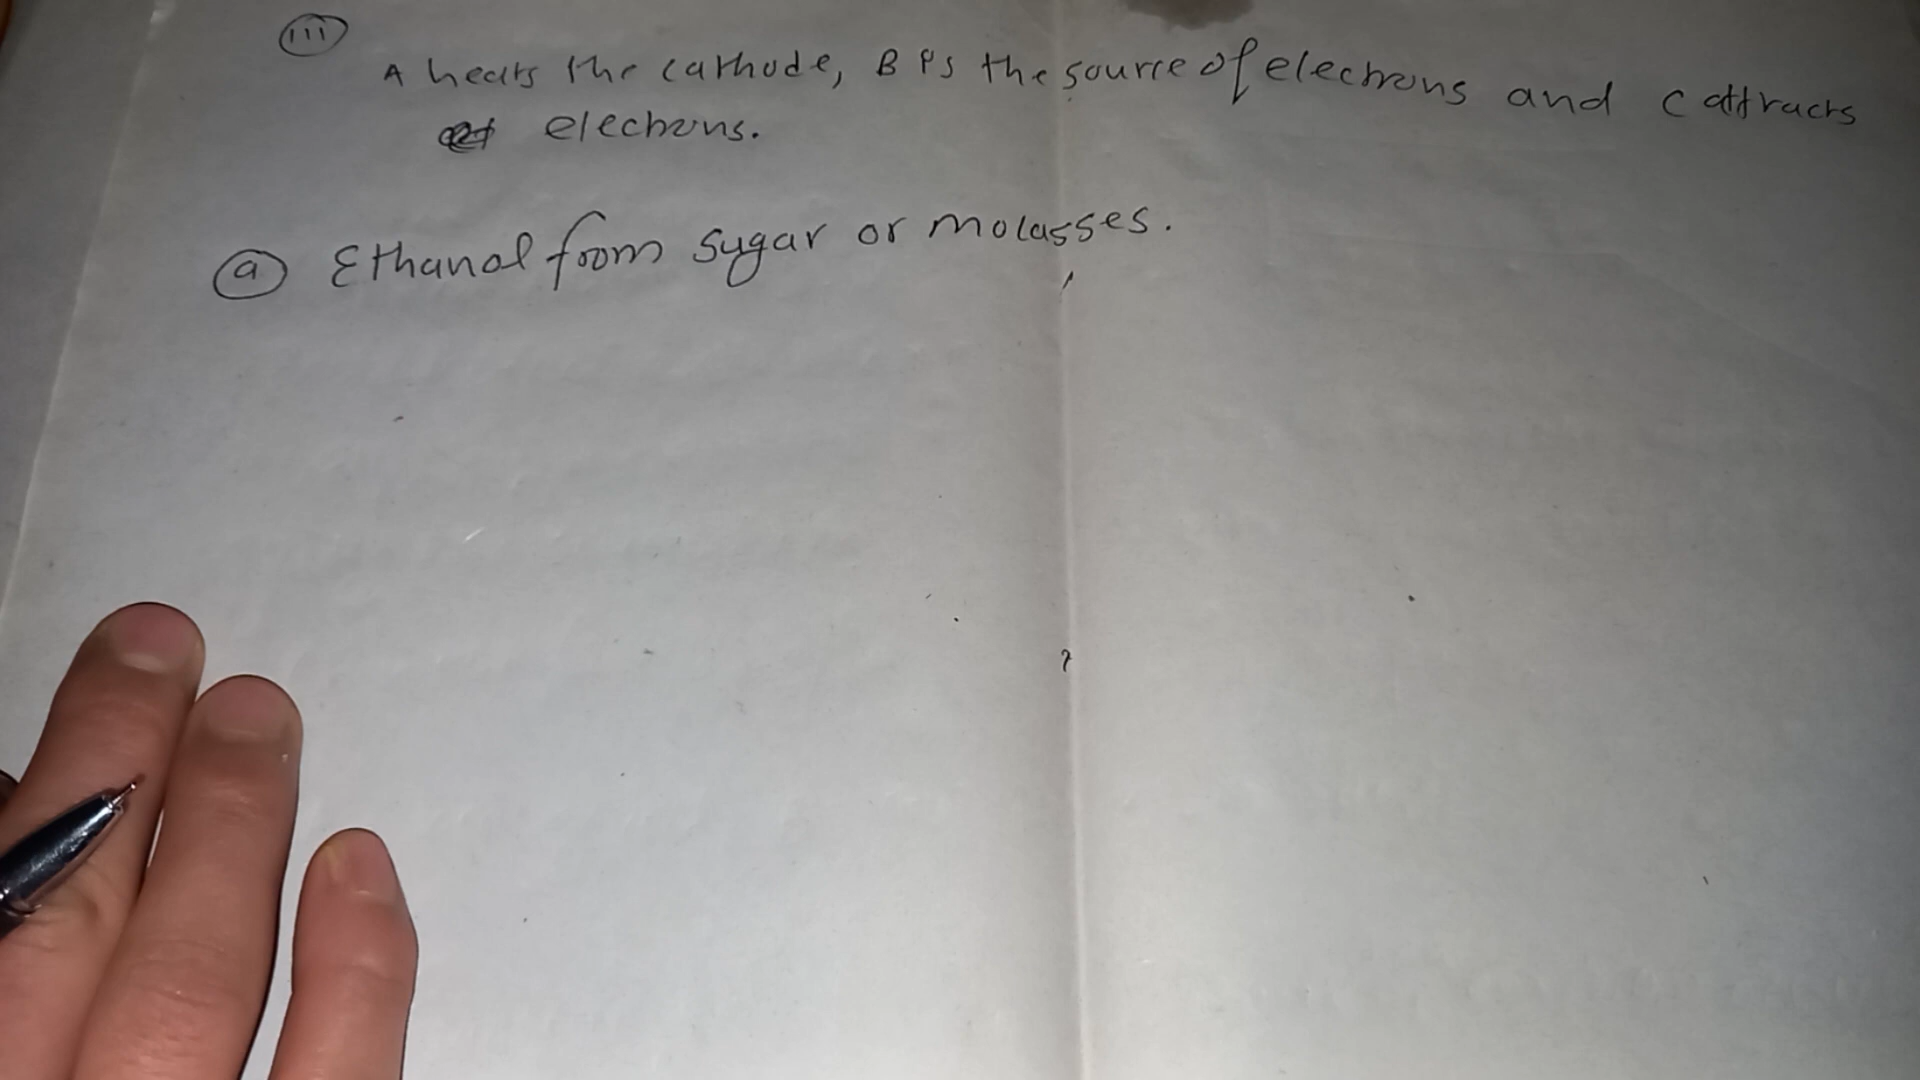 (iii)
A heats the cathode, B is the source of electrons and C attracts
electrons.
(a) Ethanol from sugar or molasses.